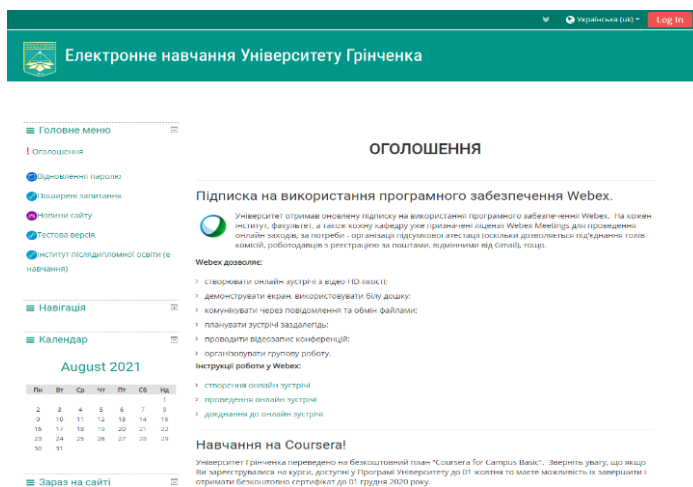 Українська (uk)
Log In
Електронне навчання Університету Грінченка
Головне меню
! Оголошення
Відновлення паролю
Поширені запитання
Новини сайту
Тестова версія
Інститут післядипломної освіти (е-
навчання)
Навігація
Календар
August 2021
Пн Вт Ср Чт Пт Сб Нд
1
2 3 4 5 6 7 8
9 10 11 12 13 14 15
16 17 18 19 20 21 22
23 24 25 26 27 28 29
30 31
Зараз на сайті
ОГОЛОШЕННЯ
Підписка на використання програмного забезпечення Webex.
Університет отримав оновлену підписку на використання програмного забезпечення Webex. На кожен
інститут, факультет, а також кожну кафедру уже призначені ліцензії Webex Meetings для проведення
онлайн заходів, за потреби - організації підсумкової атестації (оскільки дозволяється під'єднання голів
комісій, роботодавців з реєстрацією за поштами, відмінними від Gmail), тощо.
Webex дозволяє:
створювати онлайн зустрічі з відео HD-якості;
демонструвати екран, використовувати білу дошку;
комунікувати через повідомлення та обмін файлами;
планувати зустрічі заздалегідь;
проводити відеозапис конференцій;
організовувати групову роботу.
Інструкції роботи у Webex:
створення онлайн зустрічі
проведення онлайн зустрічі
доєднання до онлайн зустрічі
Навчання на Coursera!
Університет Грінченка переведено на безкоштовний план "Coursera for Campus Basic". Зверніть увагу, що якщо
Ви зареєструвалися на курси, доступні у Програмі Університету до 01 жовтня то маєте можливість їх завершити і
отримати безкоштовно сертифікат до 01 грудня 2020 року.